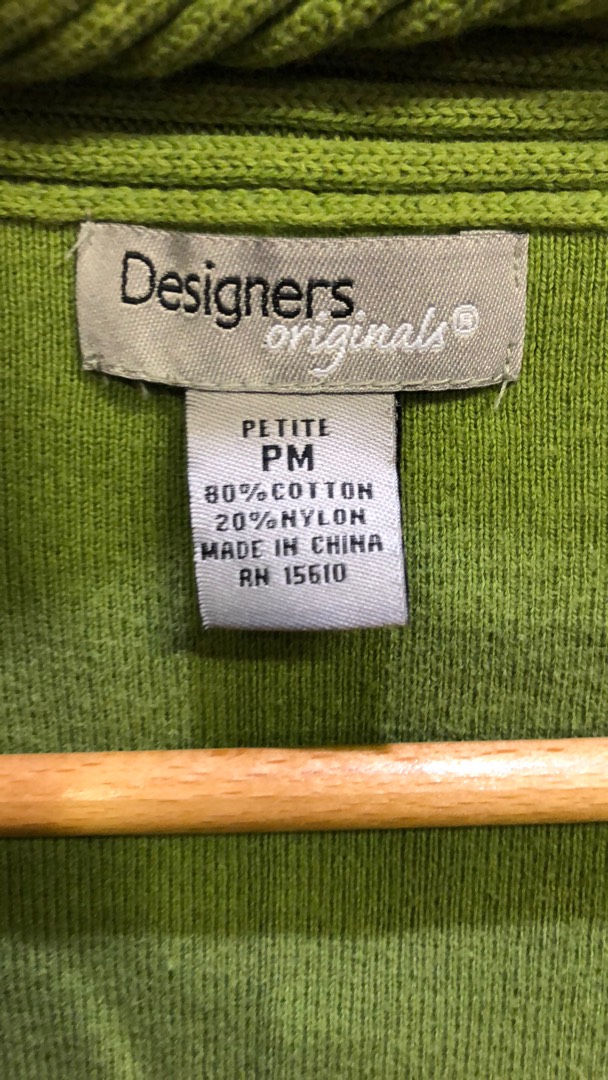 Designers
originals®
PETITE
PM
80% COTTON
20% NYLON
MADE IN CHINA
RN 15610